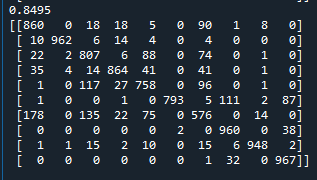 0.8495
[[860 0 18 18 5 0 90 1 8 0]
[ 10 962 6 14 4 0 4 0 0 0]
[ 22 2 807 6 88 0 74 0 1 0]
[ 35 4 14 864 41 0 41 0 1 0]
[ 1 0 117 27 758 0 96 0 1 0]
[ 1 0 0 1 0 793 5 111 2 87]
[178 0 135 22 75 0 576 0 14 0]
[ 0 0 0 0 0 2 0 960 0 38]
[ 1 1 15 2 10 0 15 6 948 2]
[ 0 0 0 0 0 0 1 32 0 967]]